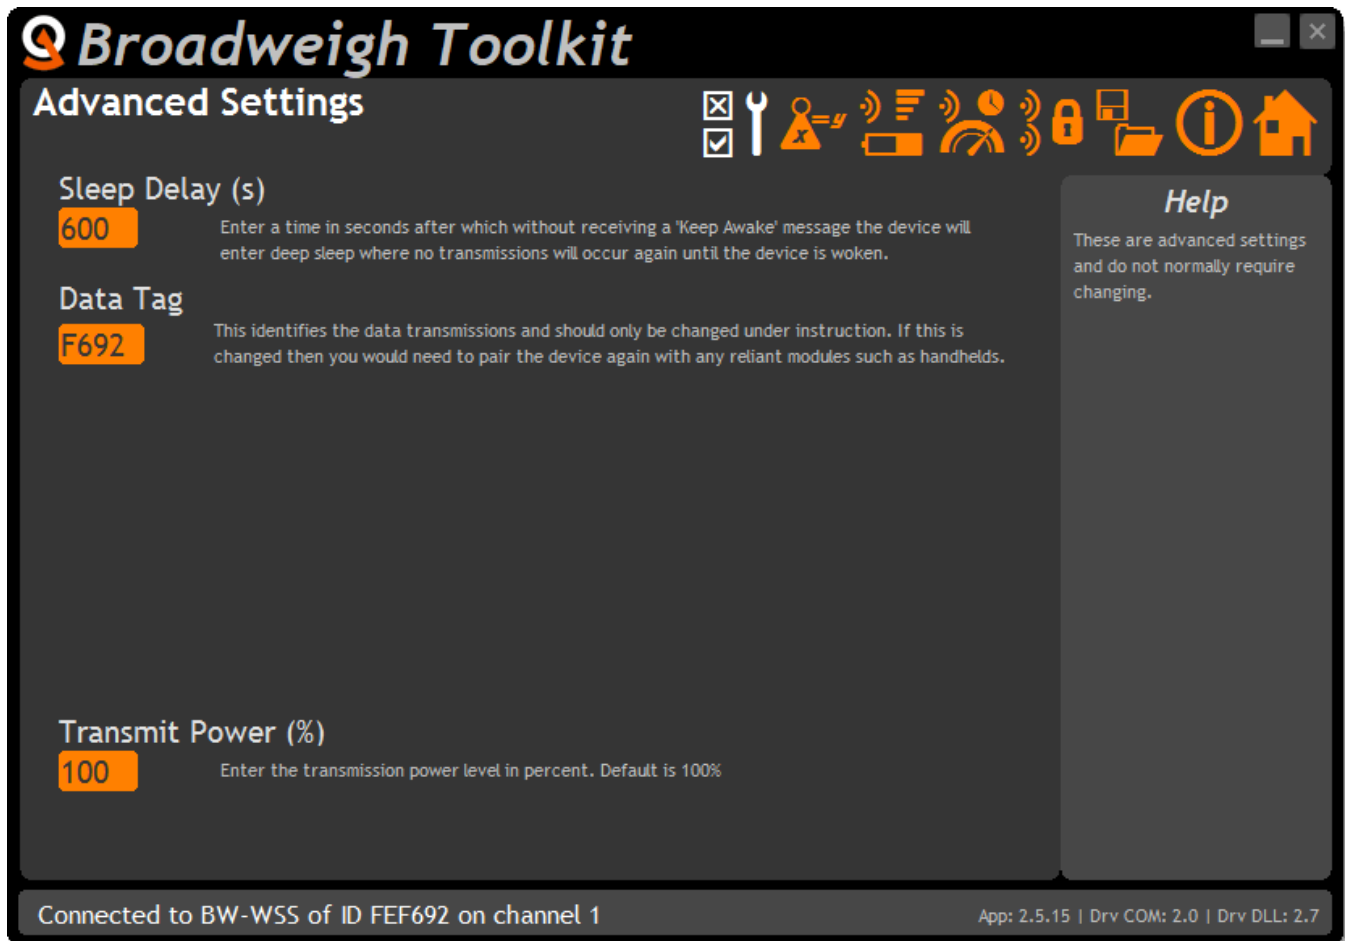 Broadweigh Toolkit
Advanced Settings
x=y
Sleep Delay (s)
600
Enter a time in seconds after which without receiving a 'Keep Awake' message the device will
enter deep sleep where no transmissions will occur again until the device is woken.
Data Tag
F692
This identifies the data transmissions and should only be changed under instruction. If this is
changed then you would need to pair the device again with any reliant modules such as handhelds.
Transmit Power (%)
100
Enter the transmission power level in percent. Default is 100%
Help
These are advanced settings
and do not normally require
changing.
Connected to BW-WSS of ID FEF692 on channel 1
App: 2.5.15 | Drv COM: 2.0 | Drv DLL: 2.7